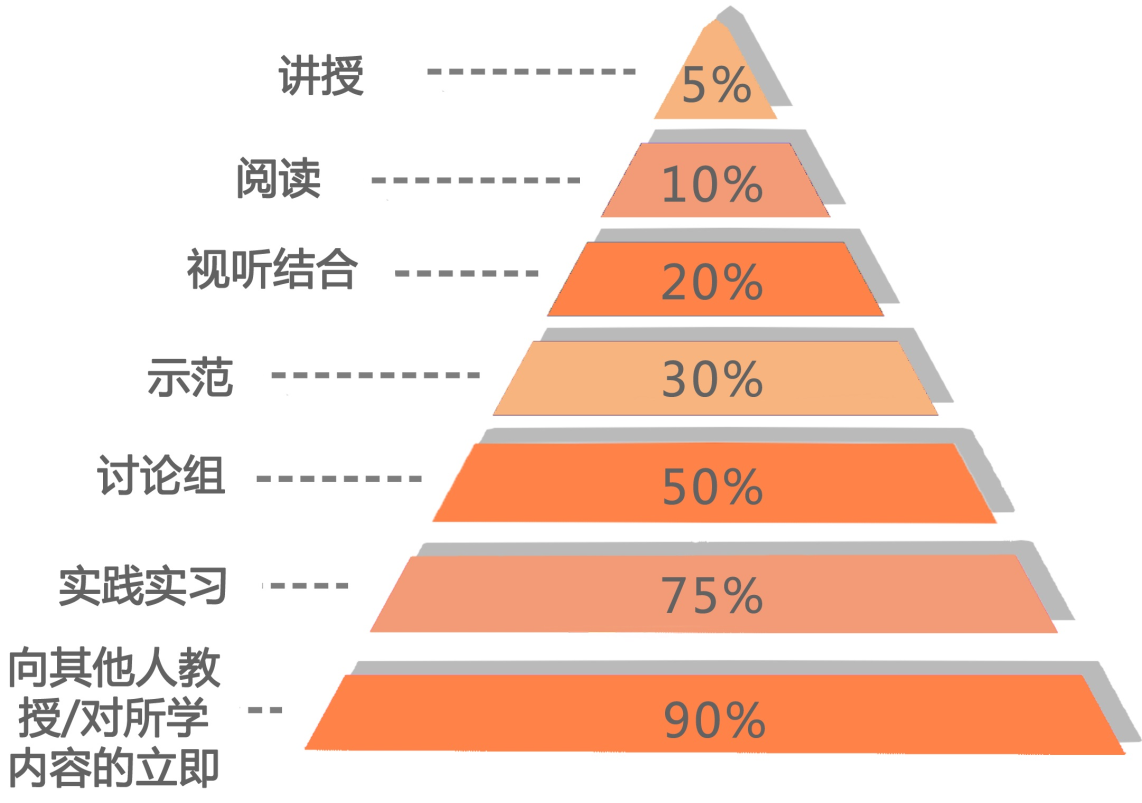 讲授
5%
阅读
10%
视听结合
20%
示范
30%
讨论组
50%
实践实习
75%
向其他人教
授/对所学
内容的立即
90%